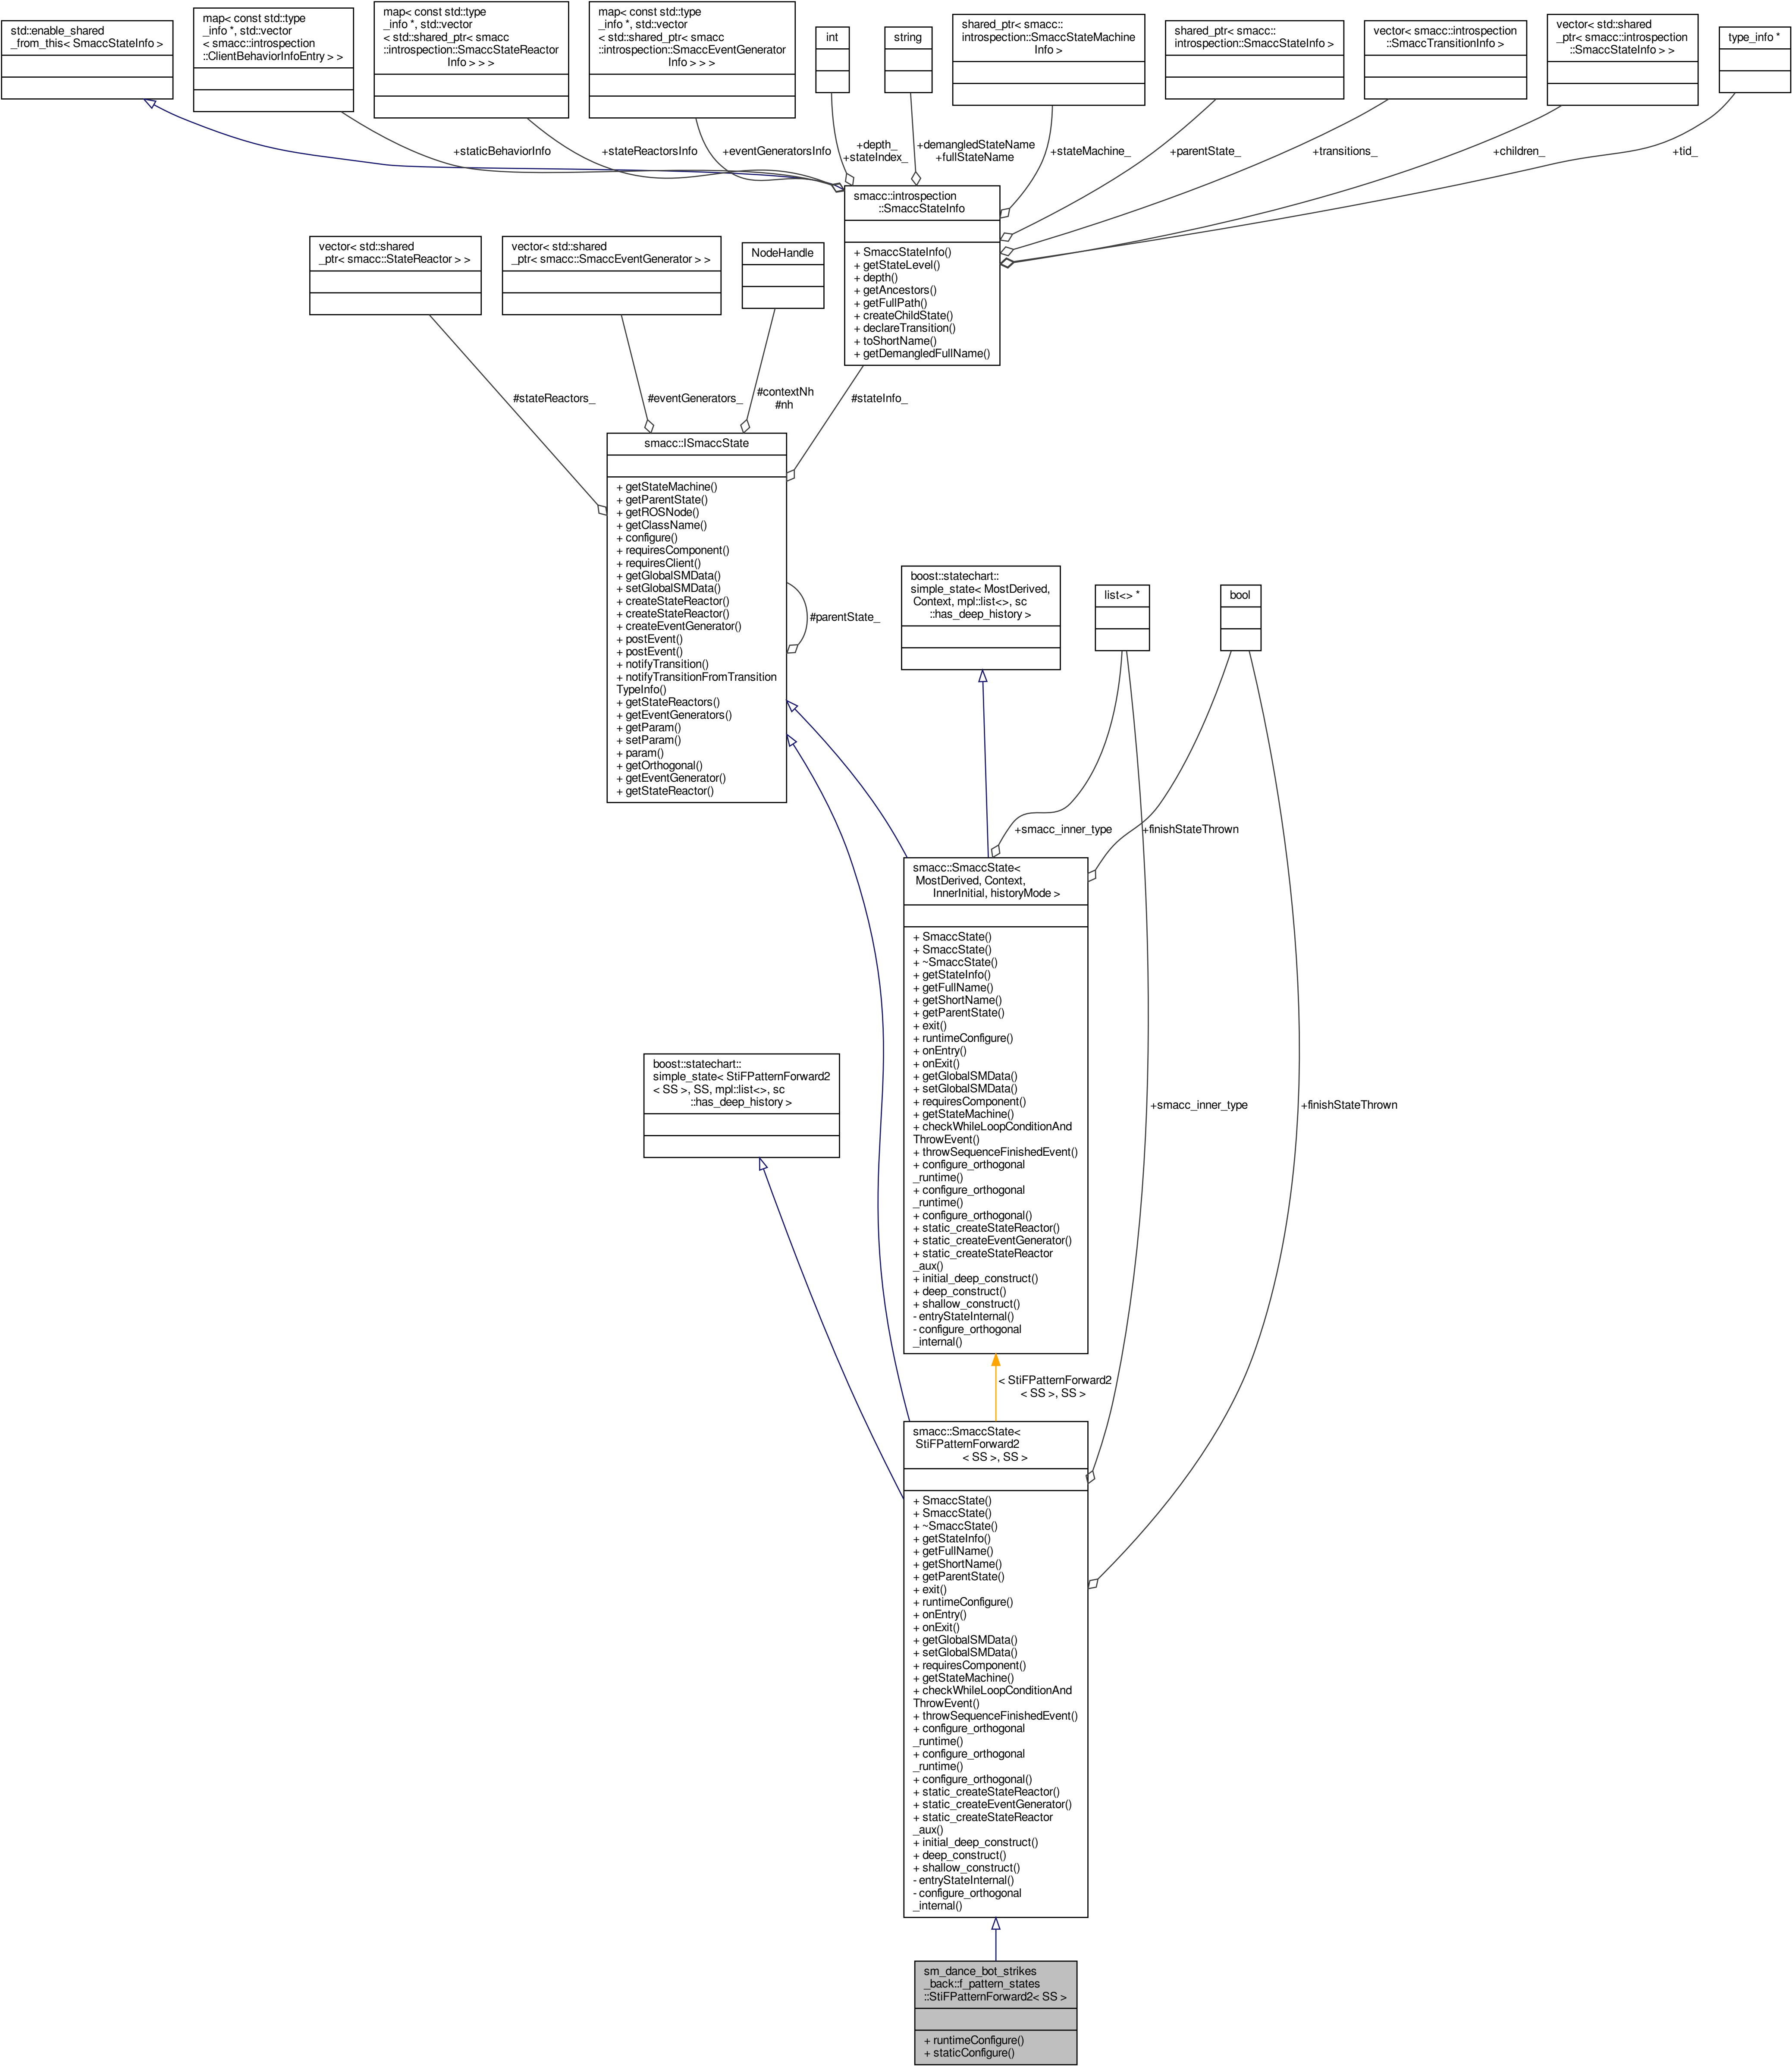 std::enable_shared
_from_this< SmaccStateInfo >
map< const std::type
_info *, std::vector
< smacc::introspection
::ClientBehaviorInfoEntry > >
map< const std::type
_info *, std::vector
< std::shared_ptr< smacc
::introspection::SmaccStateReactor
Info > > >
map< const std::type
_info *, std::vector
< std::shared_ptr< smacc
::introspection::SmaccEventGenerator
Info > > >
int
string
shared_ptr< smacc::
introspection::SmaccStateMachine
Info >
shared_ptr< smacc::
introspection::SmaccStateInfo >
vector< smacc::introspection
::SmaccTransitionInfo >
vector< std::shared
_ptr< smacc::introspection
::SmaccStateInfo > >
type_info *
+staticBehaviorInfo
+stateReactorsInfo
+eventGeneratorsInfo
+depth_
+stateIndex_
+demangledStateName
+fullStateName
+stateMachine_
+parentState_
+transitions_
+children_
+tid_
smacc::introspection
::SmaccStateInfo
+ SmaccStateInfo()
+ getStateLevel()
+ depth()
+ getAncestors()
+ getFullPath()
+ createChildState()
+ declareTransition()
+ toShortName()
+ getDemangledFullName()
vector< std::shared
_ptr< smacc::StateReactor > >
vector< std::shared
_ptr< smacc::SmaccEventGenerator > >
NodeHandle
#stateReactors_
#eventGenerators_
#contextNh
#nh
#stateInfo_
smacc::ISmaccState
+ getStateMachine()
+ getParentState()
+ getROSNode()
+ getClassName()
+ configure()
+ requiresComponent()
+ requiresClient()
+ getGlobalSMData()
+ setGlobalSMData()
+ createStateReactor()
+ createStateReactor()
+ createEventGenerator()
+ postEvent()
+ postEvent()
+ notifyTransition()
+ notifyTransitionFromTransition
TypeInfo()
+ getStateReactors()
+ getEventGenerators()
+ getParam()
+ setParam()
+ param()
+ getOrthogonal()
+ getEventGenerator()
+ getStateReactor()
#parentState_
boost::statechart::
simple_state< MostDerived,
Context, mpl::list<>, sc
::has_deep_history >
list<> *
bool
+smacc_inner_type
+finishStateThrown
smacc::SmaccState<
MostDerived, Context,
InnerInitial, historyMode >
+ SmaccState()
+ SmaccState()
+ ~SmaccState()
+ getStateInfo()
+ getFullName()
+ getShortName()
+ getParentState()
+ exit()
+ runtimeConfigure()
+ onEntry()
+ onExit()
+ getGlobalSMData()
+ setGlobalSMData()
+ requiresComponent()
+ getStateMachine()
+ checkWhileLoopConditionAnd
ThrowEvent()
+ throwSequenceFinishedEvent()
+ configure_orthogonal
_runtime()
+ configure_orthogonal
_runtime()
+ configure_orthogonal()
+ static_createStateReactor()
+ static_createEventGenerator()
+ static_createStateReactor
_aux()
+ initial_deep_construct()
+ deep_construct()
+ shallow_construct()
- entryStateInternal()
- configure_orthogonal
_internal()
boost::statechart::
simple_state< StiFPatternForward2
< SS >, SS, mpl::list<>, sc
::has_deep_history >
+smacc_inner_type
+finishStateThrown
< StiFPatternForward2
< SS >, SS >
smacc::SmaccState<
StiFPatternForward2
< SS >, SS >
+ SmaccState()
+ SmaccState()
+ ~SmaccState()
+ getStateInfo()
+ getFullName()
+ getShortName()
+ getParentState()
+ exit()
+ runtimeConfigure()
+ onEntry()
+ onExit()
+ getGlobalSMData()
+ setGlobalSMData()
+ requiresComponent()
+ getStateMachine()
+ checkWhileLoopConditionAnd
ThrowEvent()
+ throwSequenceFinishedEvent()
+ configure_orthogonal
_runtime()
+ configure_orthogonal
_runtime()
+ configure_orthogonal()
+ static_createStateReactor()
+ static_createEventGenerator()
+ static_createStateReactor
_aux()
+ initial_deep_construct()
+ deep_construct()
+ shallow_construct()
- entryStateInternal()
- configure_orthogonal
_internal()
sm_dance_bot_strikes
_back::f_pattern_states
::StiFPatternForward2< SS >
+ runtimeConfigure()
+ staticConfigure()